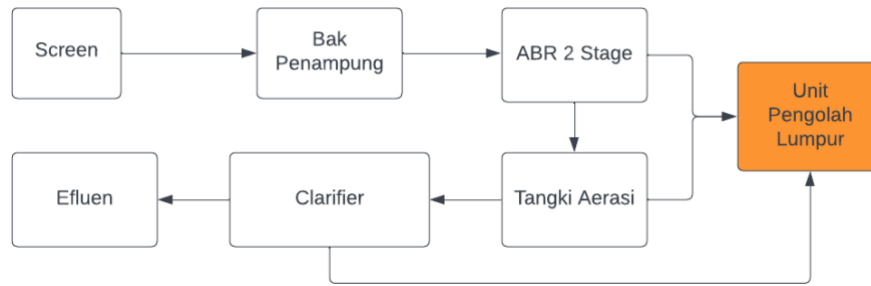 Screen
Bak
Penampung
ABR 2 Stage
Unit
Pengolah
Lumpur
Efluen
Clarifier
Tangki Aerasi